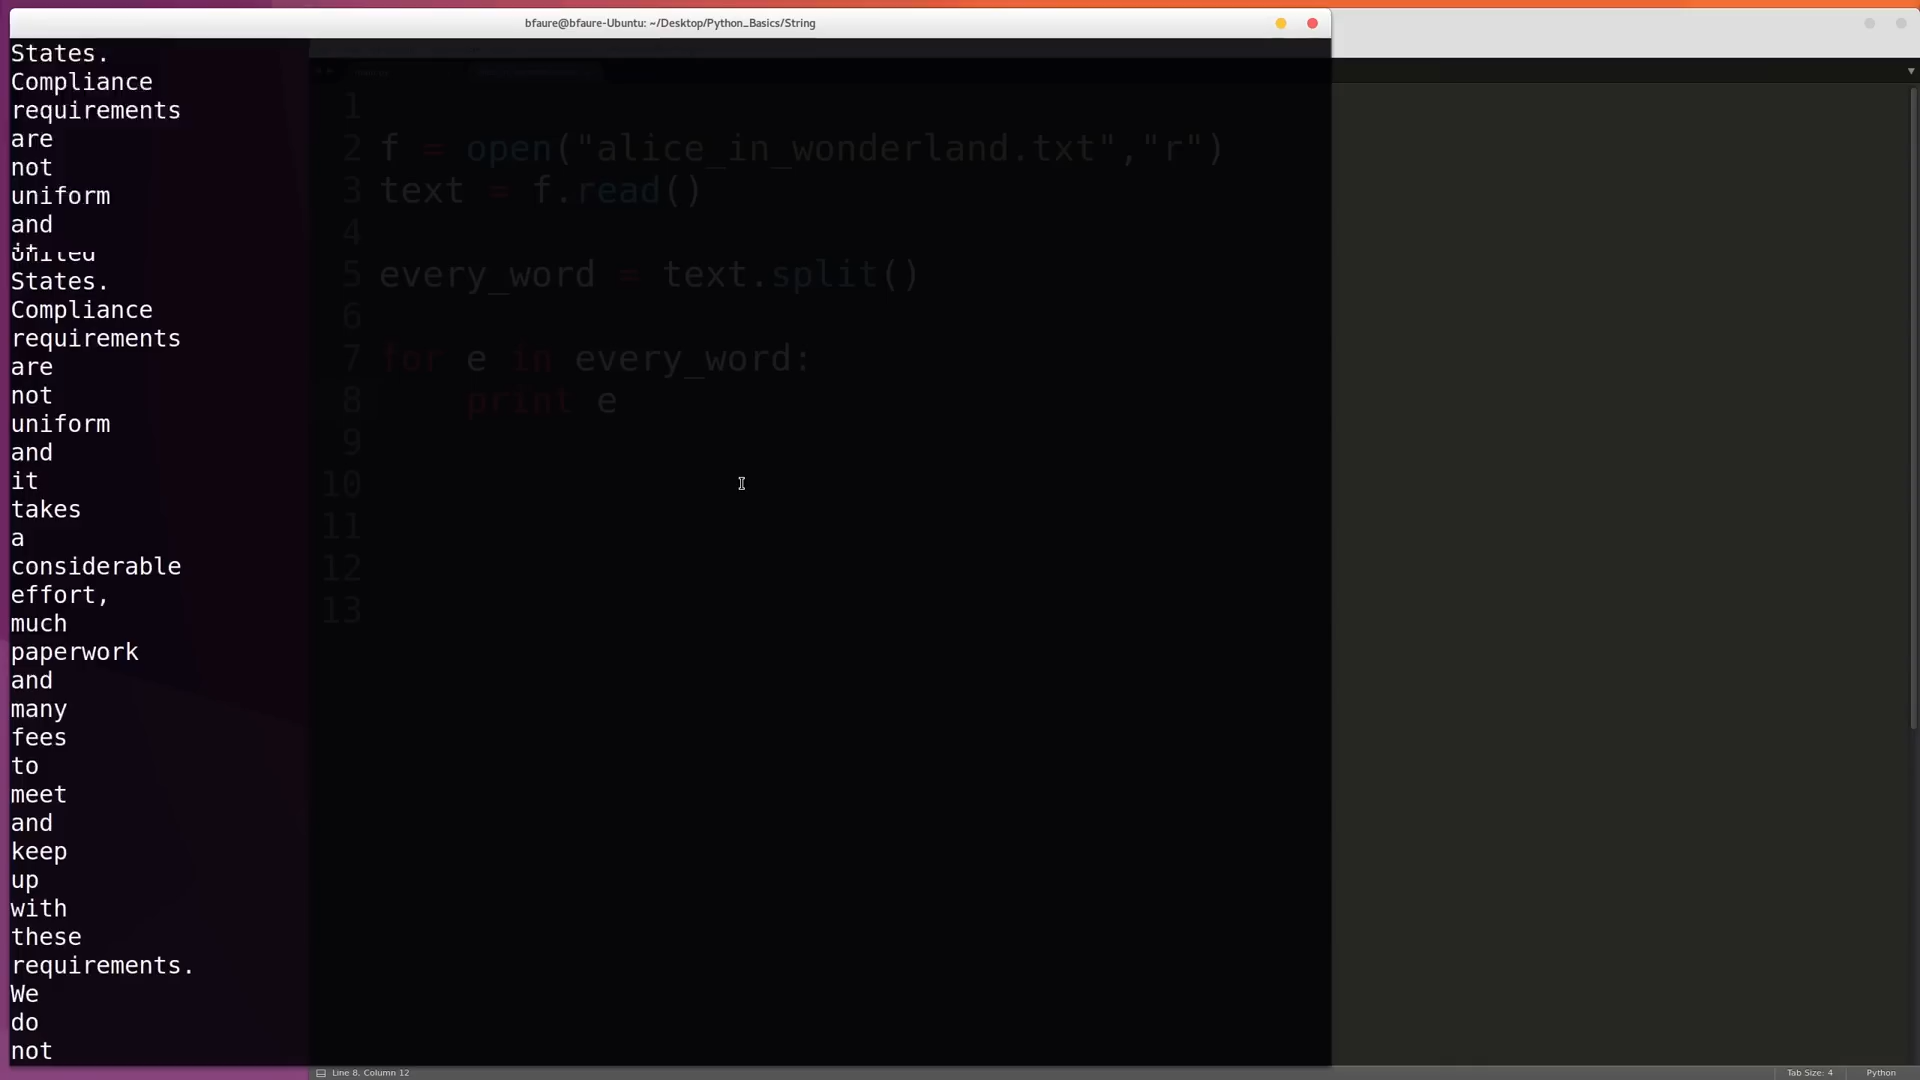 bfaure@bfaure-Ubuntu: ~/Desktop/Python_Basics/String
States.
Compliance
requirements
are
not
uniform
and
it
United
States.
Compliance
requirements
are
not
uniform
and
it
takes
a
considerable
effort,
much
paperwork
and
many
fees
to
meet
and
keep
up
with
these
requirements.
We
do
not
1
2 f = open("alice_in_wonderland.txt","r")
3 text = f.read()
4
5 every_word = text.split()
6
7 for e in every_word:
8 print e
9
10
11
12
13
Line 8, Column 12
Tab Size: 4
Python